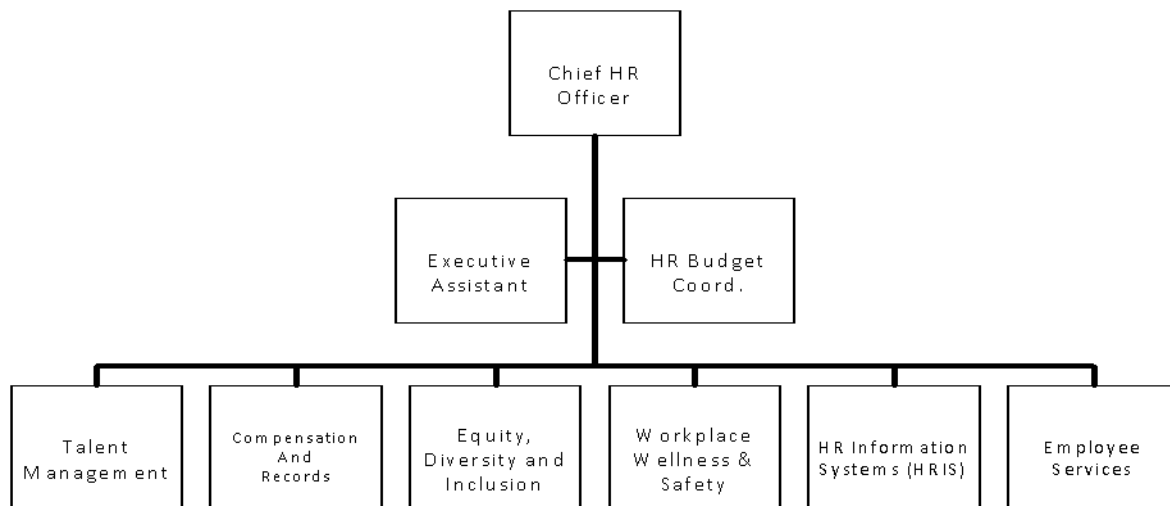 Chief HR
Officer
Executive
Assistant
HR Budget
Coord.
Talent
Management
Compensation
And
Records
Equity,
Diversity and
Inclusion
Workplace
Wellness &
Safety
HR Information
Systems (HRIS)
Employee
Services